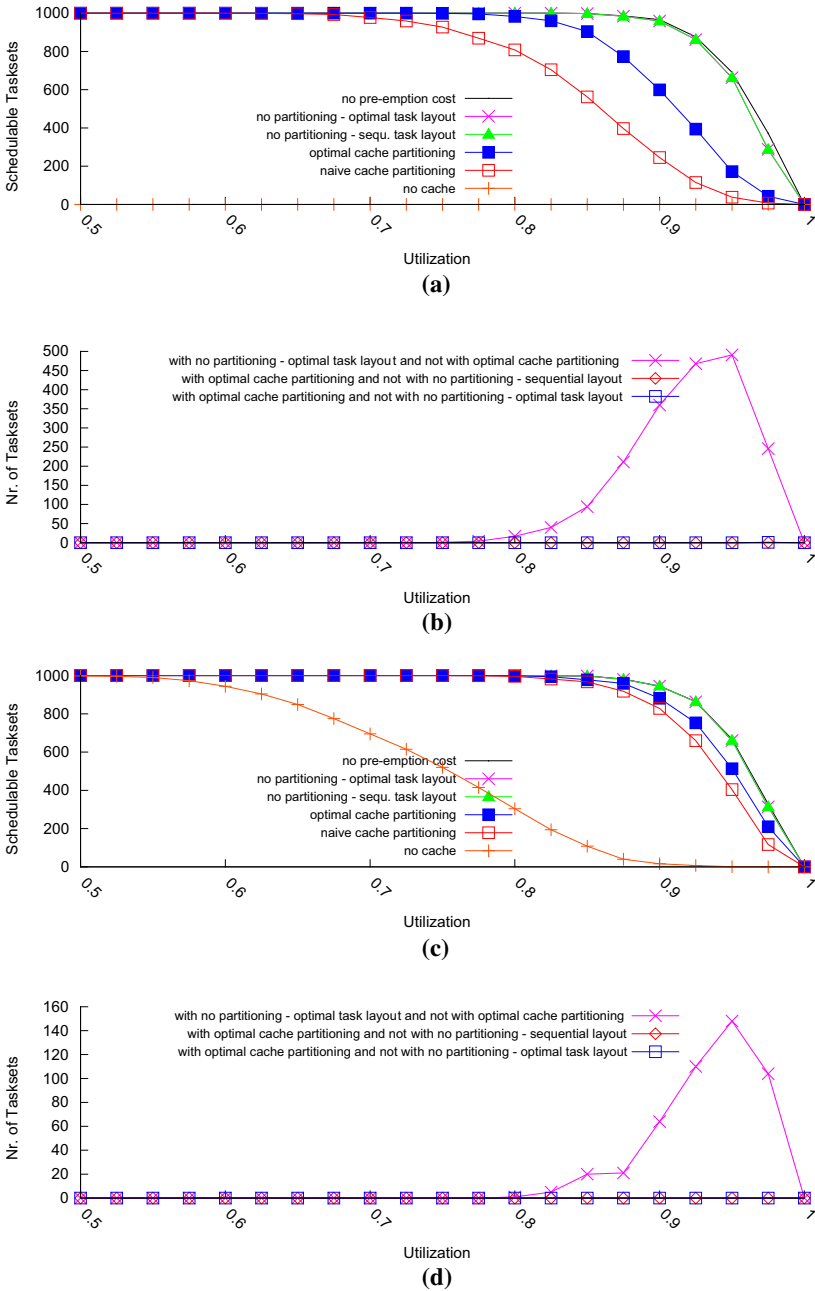 1000
800
600
400
200
0
Schedulable Tasksets
no pre-emption cost
no partitioning - optimal task layout
no partitioning - sequ. task layout
optimal cache partitioning
naive cache partitioning
no cache
0.5
0.6
0.7
0.8
0.9
1
Utilization
(a)
500
450
400
350
300
250
200
150
100
50
0
Nr. of Tasksets
with no partitioning - optimal task layout and not with optimal cache partitioning
with optimal cache partitioning and not with no partitioning - sequential layout
with optimal cache partitioning and not with no partitioning - optimal task layout
0.5
0.6
0.7
0.8
0.9
1
Utilization
(b)
1000
800
600
400
200
0
Schedulable Tasksets
no pre-emption cost
no partitioning - optimal task layout
no partitioning - sequ. task layout
optimal cache partitioning
naive cache partitioning
no cache
0.5
0.6
0.7
0.8
0.9
1
Utilization
(c)
160
140
120
100
80
60
40
20
0
Nr. of Tasksets
with no partitioning - optimal task layout and not with optimal cache partitioning
with optimal cache partitioning and not with no partitioning - sequential layout
with optimal cache partitioning and not with no partitioning - optimal task layout
0.5
0.6
0.7
0.8
0.9
1
Utilization
(d)